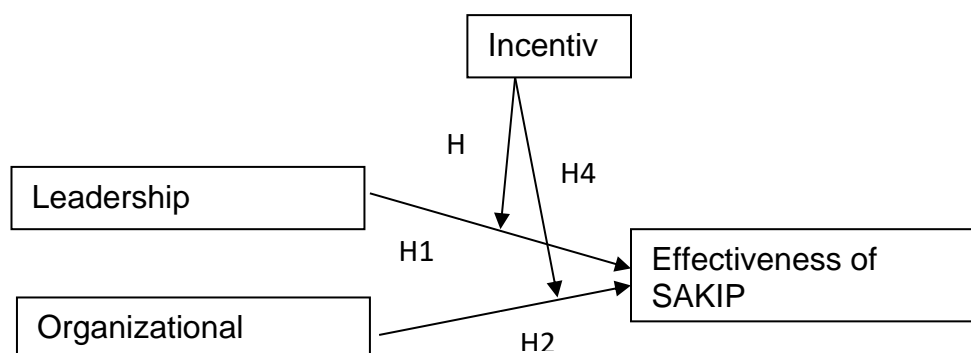 Incentiv
H
H4
Leadership
H1
Effectiveness of
SAKIP
Organizational
H2